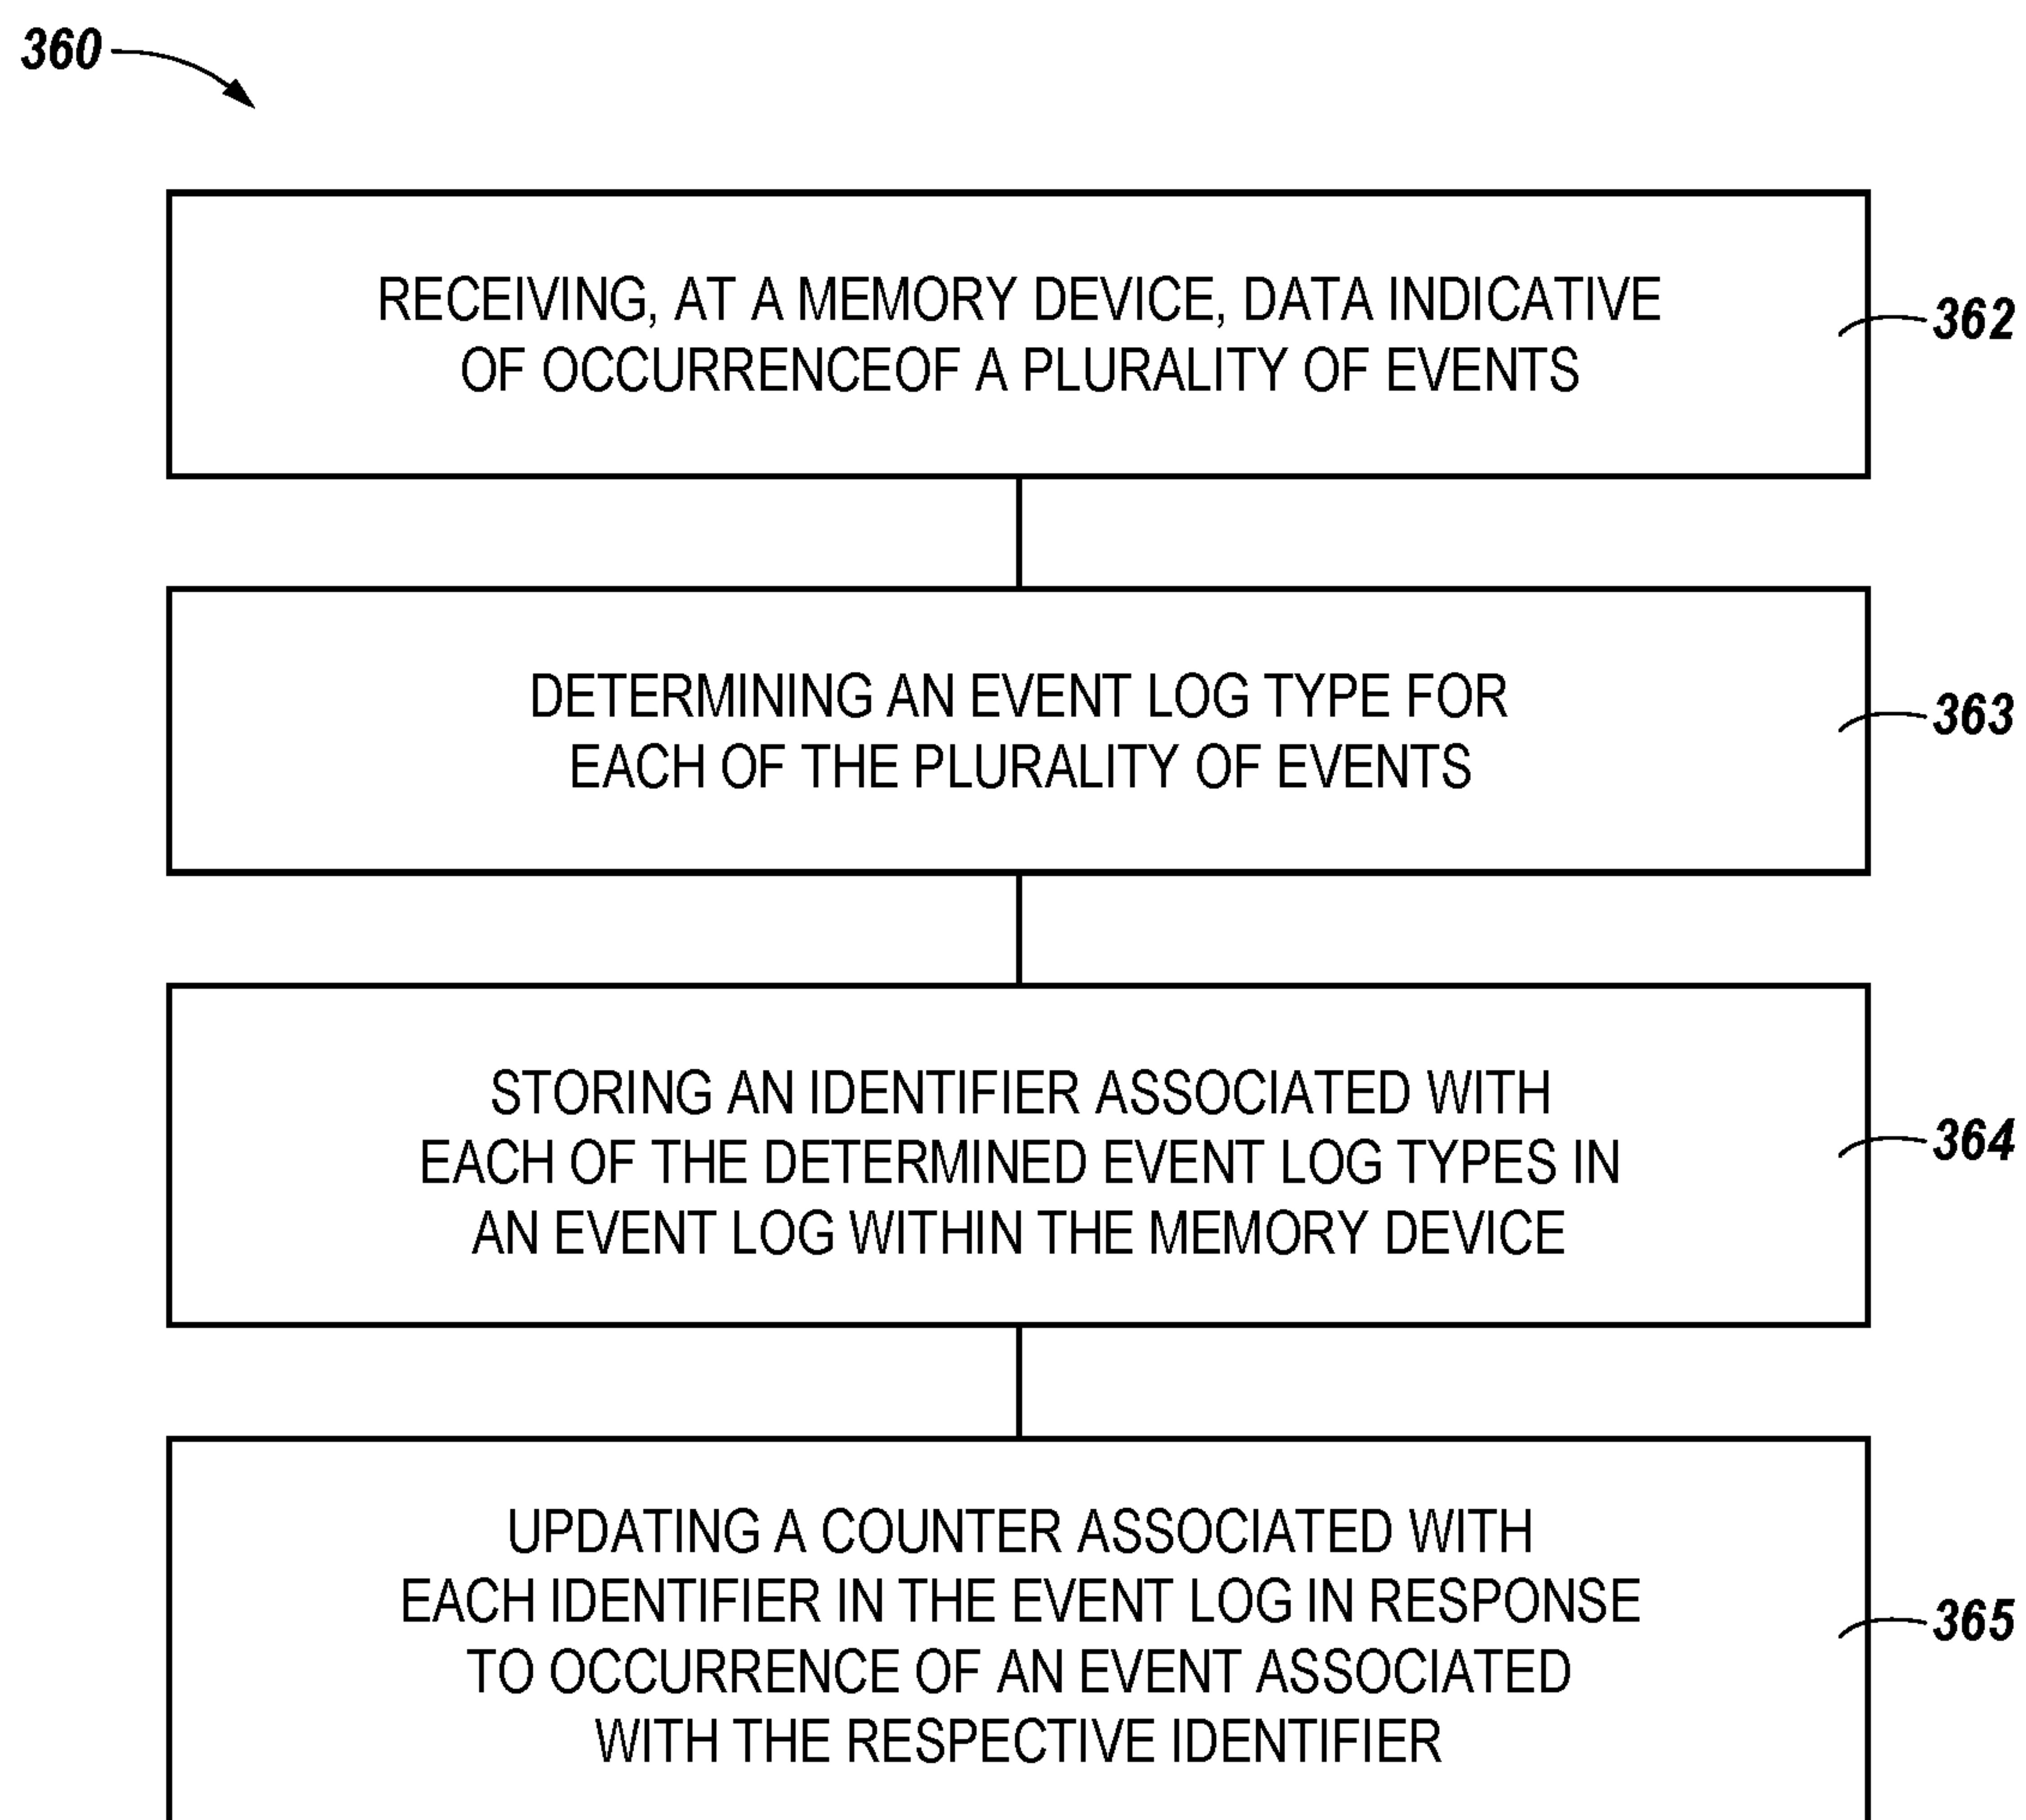 360
RECEIVING, AT A MEMORY DEVICE, DATA INDICATIVE
OF OCCURRENCEOF A PLURALITY OF EVENTS
362
DETERMINING AN EVENT LOG TYPE FOR
EACH OF THE PLURALITY OF EVENTS
363
STORING AN IDENTIFIER ASSOCIATED WITH
EACH OF THE DETERMINED EVENT LOG TYPES IN
AN EVENT LOG WITHIN THE MEMORY DEVICE
364
UPDATING A COUNTER ASSOCIATED WITH
EACH IDENTIFIER IN THE EVENT LOG IN RESPONSE
TO OCCURRENCE OF AN EVENT ASSOCIATED
WITH THE RESPECTIVE IDENTIFIER
365